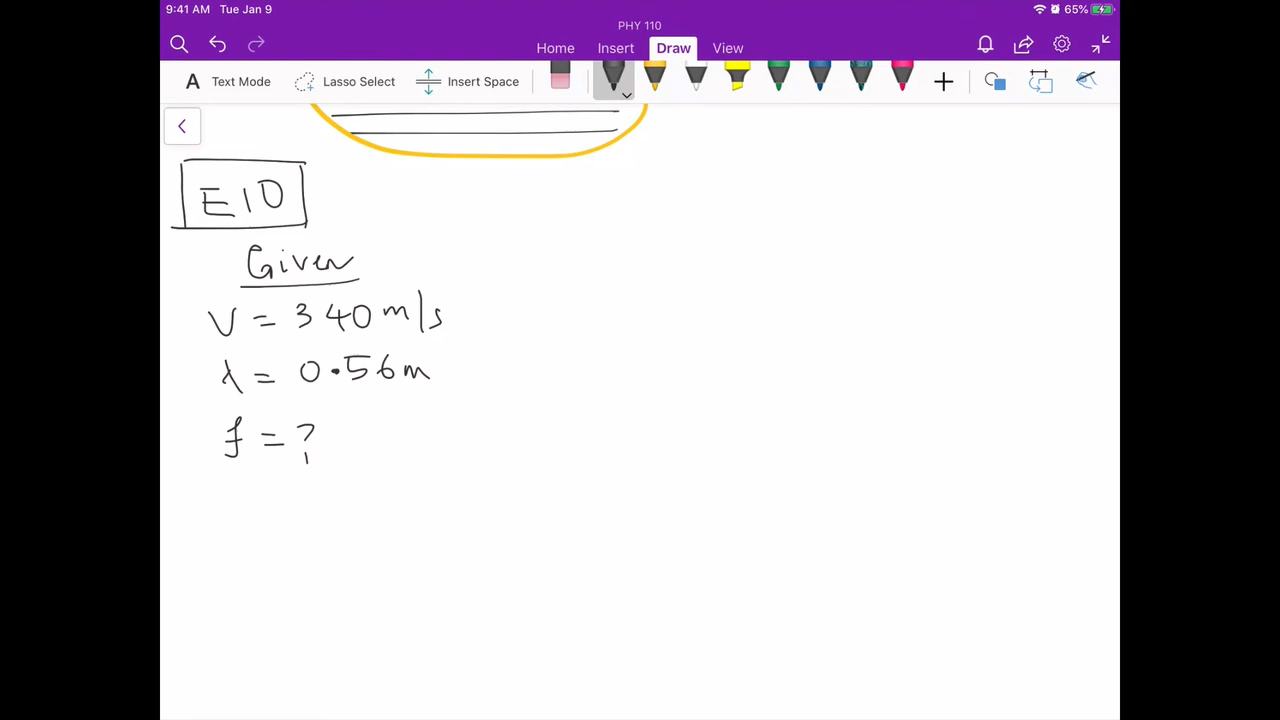 9:41 AM Tue Jan 9
65%
PHY 110
Home Insert Draw View
A Text Mode Lasso Select Insert Space
E10
Given
V = 340 m/s
λ = 0.56m
f = ?